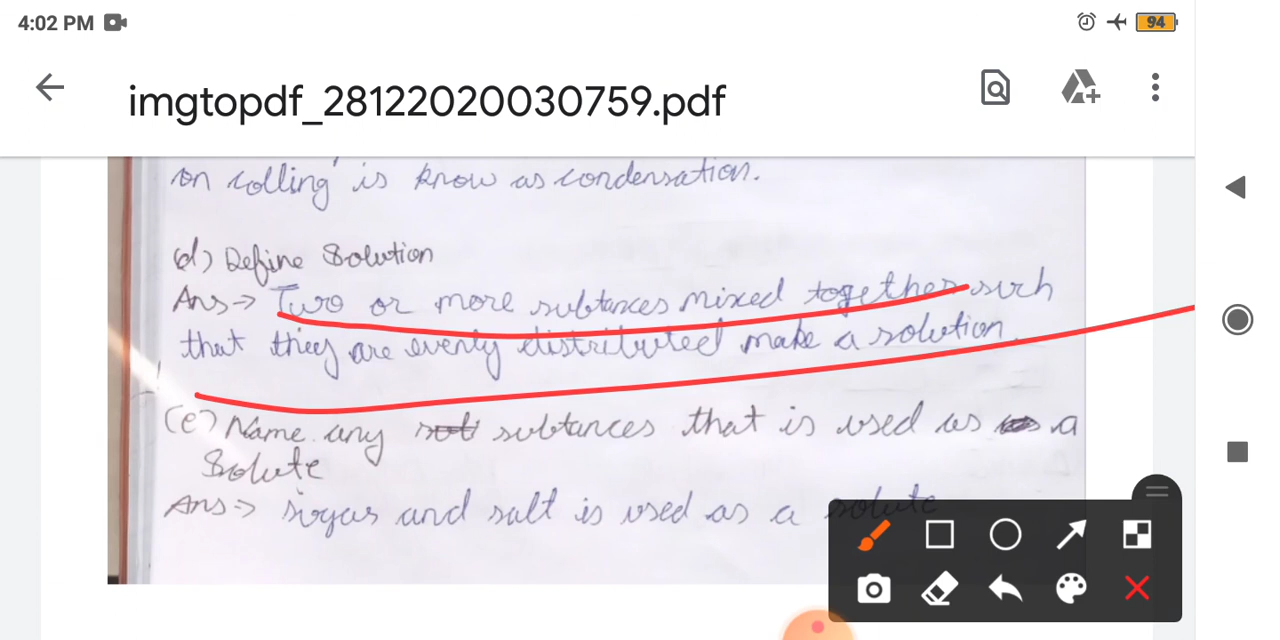 4:02 PM
94
imgtopdf_28122020030759.pdf
on colling is know as condensation.
(d) Define Solution
Ans→ Two or more subtances mixed together such
that they are evenly distributed make a solution.
(e) Name any subtances that is used as a
Solute
Ans→ sugar and salt is used as a solute